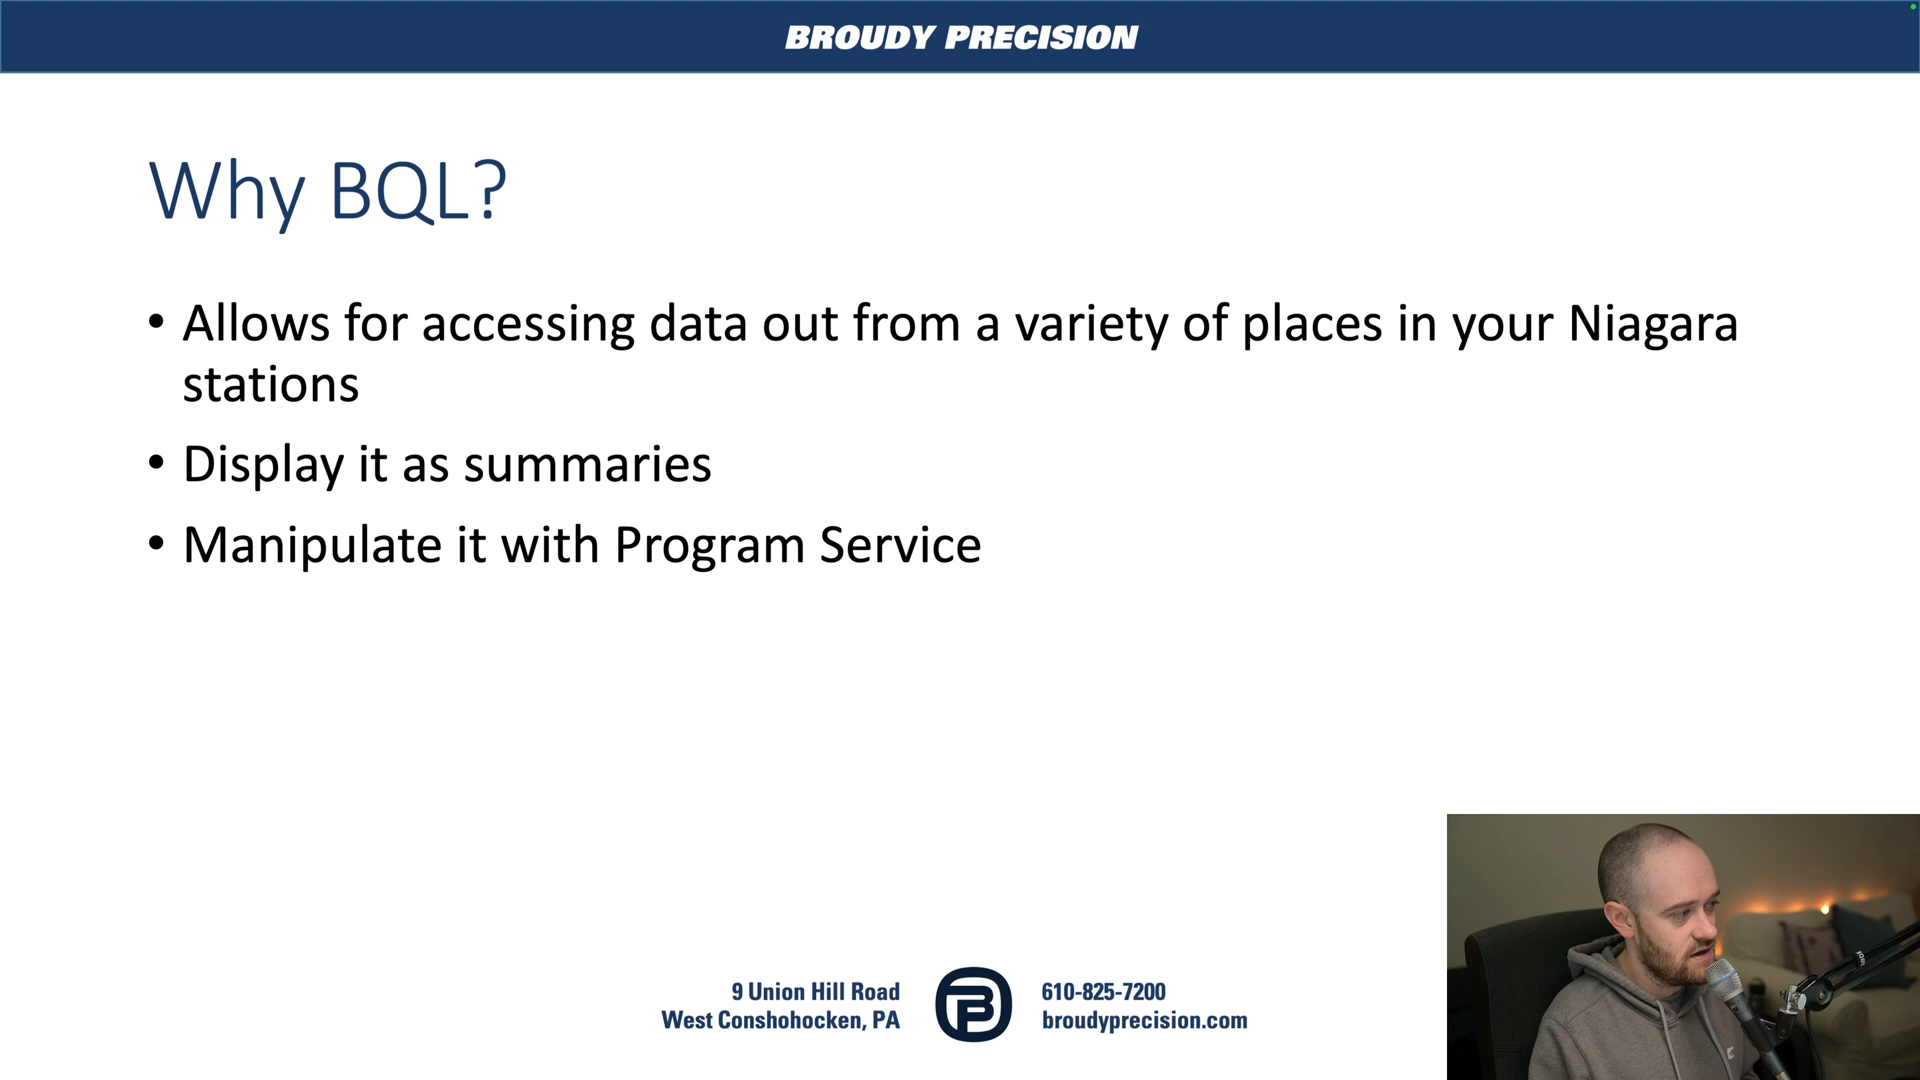 BROUDY PRECISION
Why BQL?
• Allows for accessing data out from a variety of places in your Niagara
stations
• Display it as summaries
• Manipulate it with Program Service
9 Union Hill Road
West Conshohocken, PA
610-825-7200
broudyprecision.com